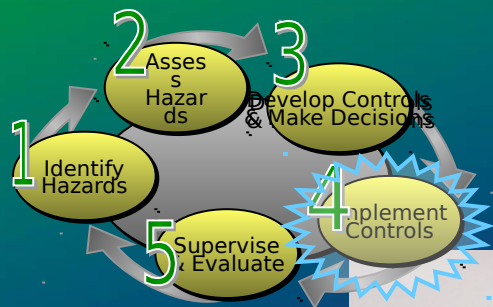 1
Identify
Hazards
2
Asses
s
Hazar
ds
3
Develop Controls
& Make Decisions
4
Implement
Controls
5
Supervise
& Evaluate